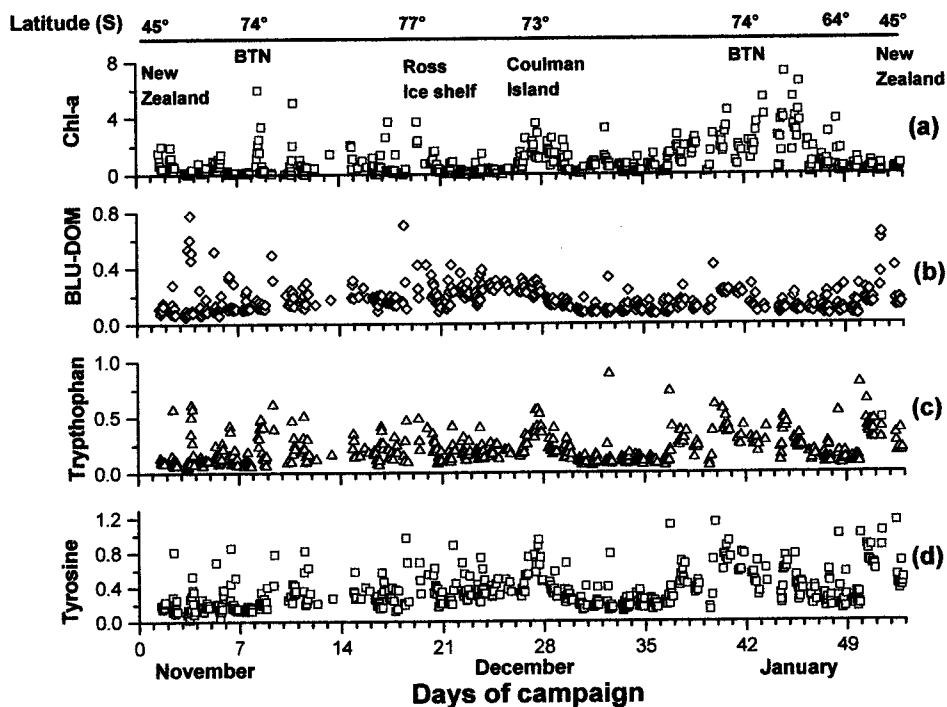 Latitude (S) 45° 74° 77° 73° 74° 64° 45°
BTN BTN
New Zealand
Ross Ice shelf
Coulman Island
New Zealand
Chl-a
8
4
0
(a)
BLU-DOM
0.8
0.4
0.0
(b)
Trypthophan
1.0
0.5
0.0
(c)
Tyrosine
1.2
0.8
0.4
0.0
(d)
0 7 14 21 28 35 42 49
November December January
Days of campaign